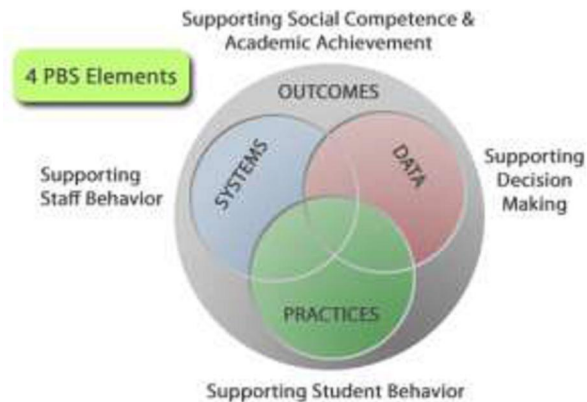 Supporting Social Competence &
Academic Achievement
4 PBS Elements
OUTCOMES
Supporting
Staff Behavior
SYSTEMS
DATA
Supporting
Decision
Making
PRACTICES
Supporting Student Behavior